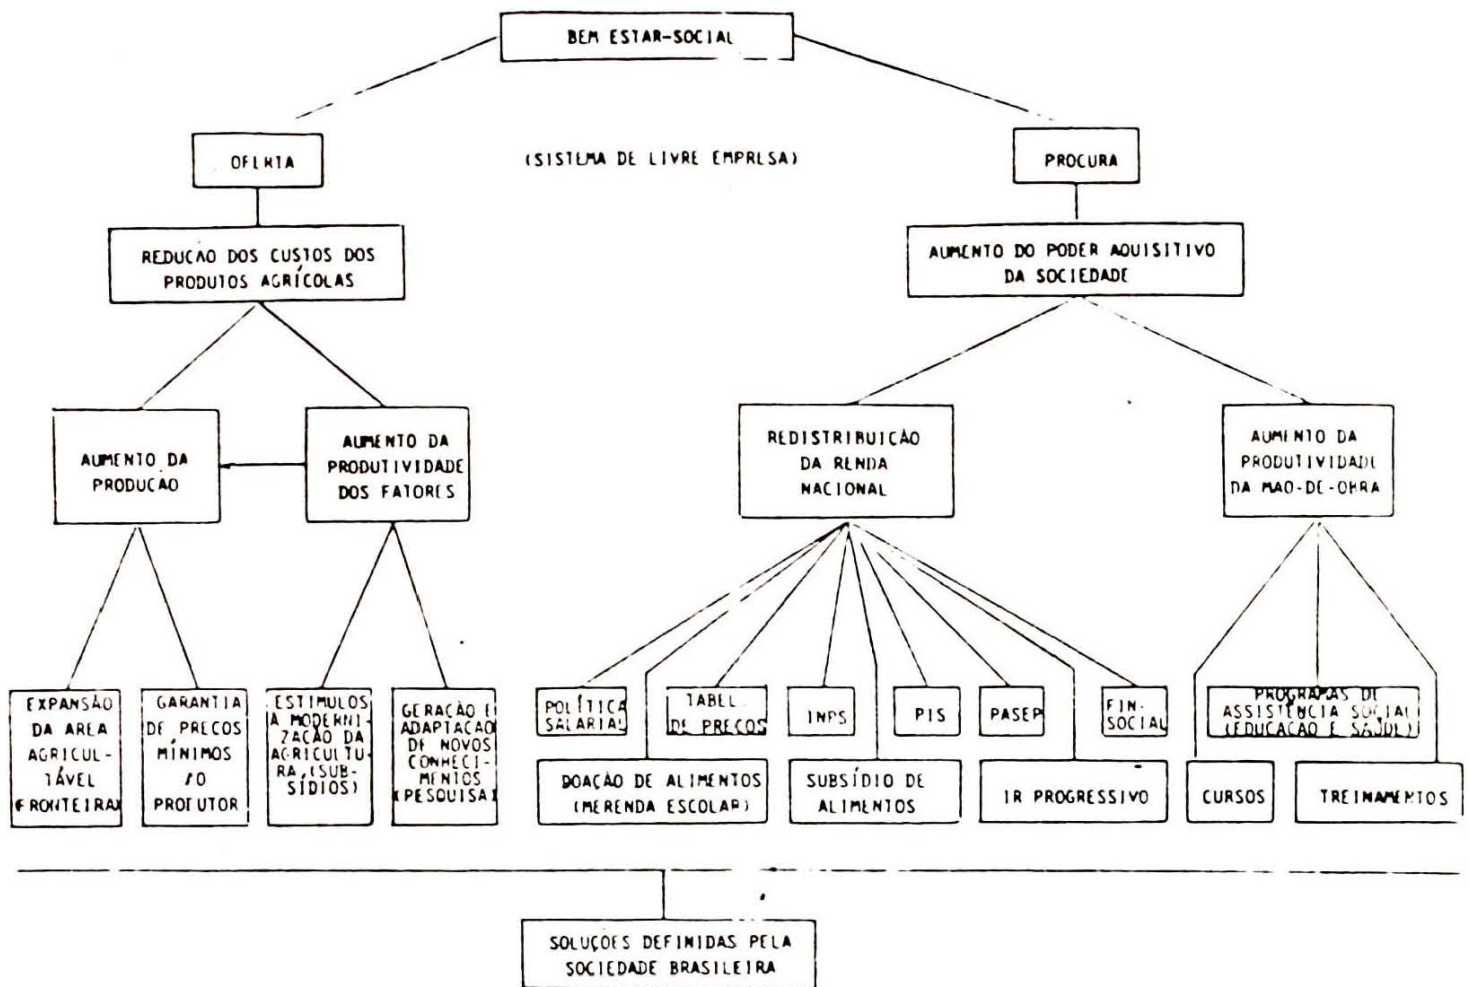 BEM ESTAR-SOCIAL
OFERTA
(SISTEMA DE LIVRE EMPRESA)
PROCURA
REDUCAO DOS CUSTOS DOS
PRODUTOS AGRÍCOLAS
AUMENTO DO PODER AQUISITIVO
DA SOCIEDADE
AUMENTO DA
PRODUCAO
AUMENTO DA
PRODUTIVIDADE
DOS FATORES
REDISTRIBUICÃO
DA RENDA
NACIONAL
AUMENTO DA
PRODUTIVIDADE
DA MAO-DE-OBRA
EXPANSÃO
DA AREA
AGRICUL-
TÁVEL
(FRONTEIRA)
GARANTIA
DE PRECOS
MÍNIMOS
AO
PRODUTOR
ESTIMULOS
A MODERNI-
ZAÇÃO DA
AGRICULTU-
RA,(SUB-
SÍDIOS)
GERAÇÃO E
ADAPTACAO
DE NOVOS
CONHECI-
MENTOS
(PESQUISA)
POLÍTICA
SALARIAL
TABEL.
DE PREÇOS
INPS
PIS
PASEP
FIN-
SOCIAL
PROGRAMAS DE
ASSISTÊNCIA SOCIAL
(EDUCACAO E SAÚDE)
DOAÇÃO DE ALIMENTOS
(MERENDA ESCOLAR)
SUBSÍDIO DE
ALIMENTOS
IR PROGRESSIVO
CURSOS
TREINAMENTOS
SOLUÇÕES DEFINIDAS PELA
SOCIEDADE BRASILEIRA